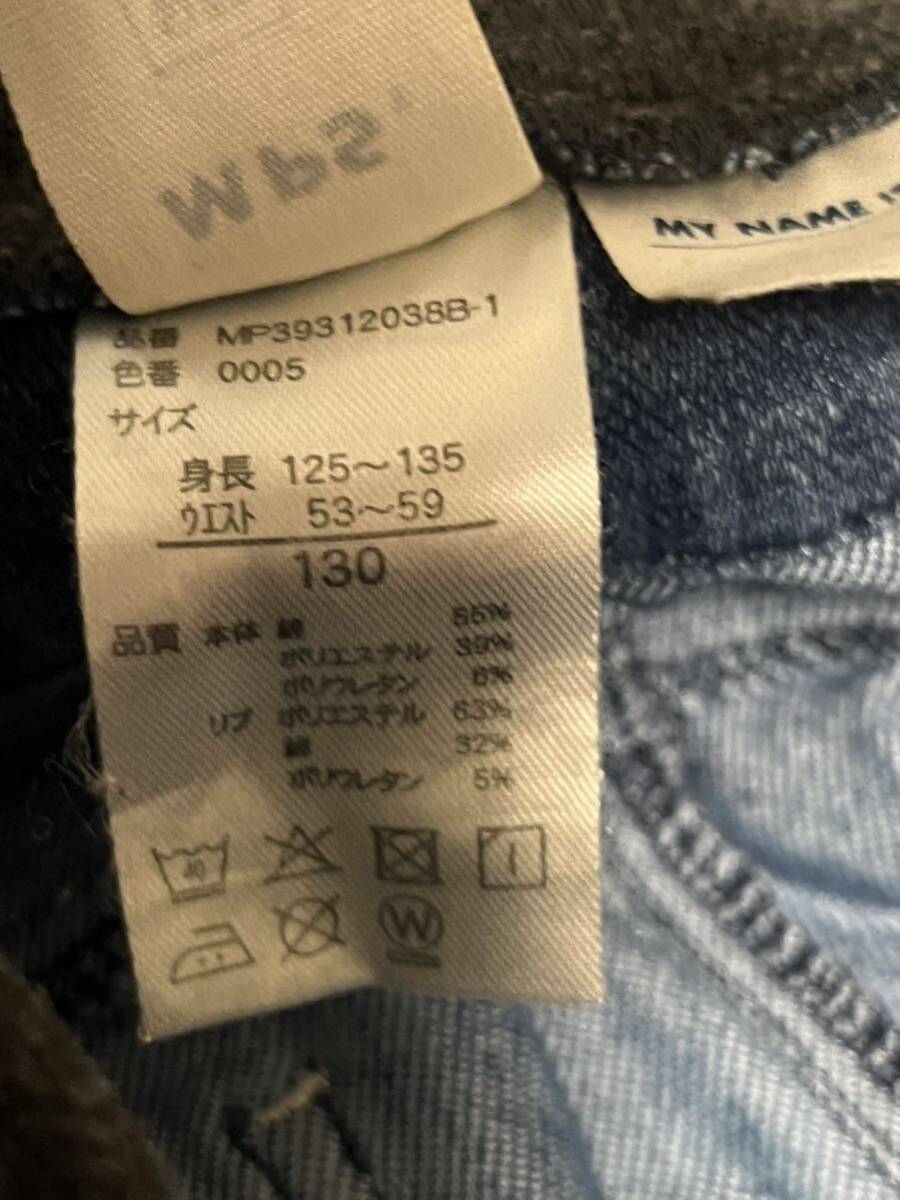 MY NAME
品番 MP39312038B-1
色番 0005
サイズ
身長 125～135
ウエスト 53～59
130
品質 本体 綿 55%
ポリエステル 39%
ポリウレタン 6%
リブ ポリエステル 63%
綿 32%
ポリウレタン 5%
40
W